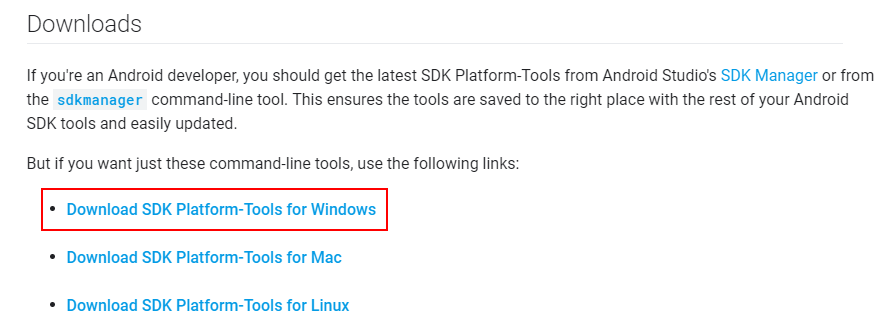 Downloads
If you're an Android developer, you should get the latest SDK Platform-Tools from Android Studio's SDK Manager or from
the sdkmanager command-line tool. This ensures the tools are saved to the right place with the rest of your Android
SDK tools and easily updated.
But if you want just these command-line tools, use the following links:
• Download SDK Platform-Tools for Windows
• Download SDK Platform-Tools for Mac
• Download SDK Platform-Tools for Linux